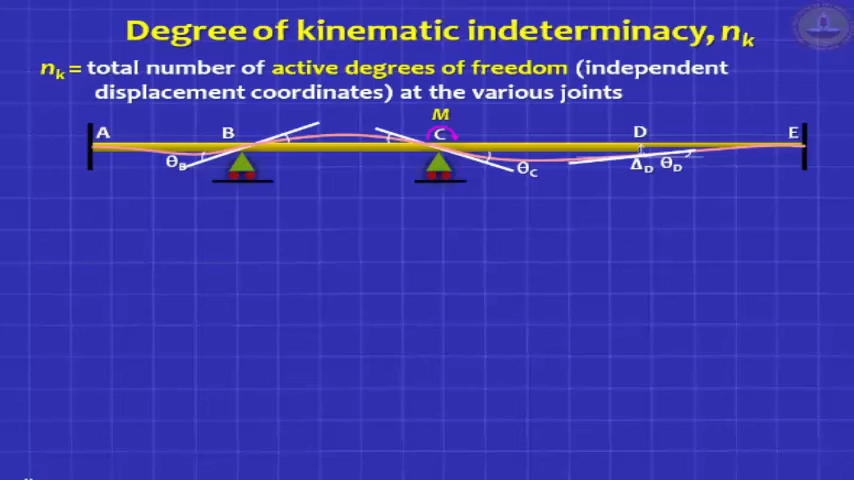 Degree of kinematic indeterminacy, nk
nk = total number of active degrees of freedom (independent
displacement coordinates) at the various joints
M
A B C D E
θB θC ΔD θD